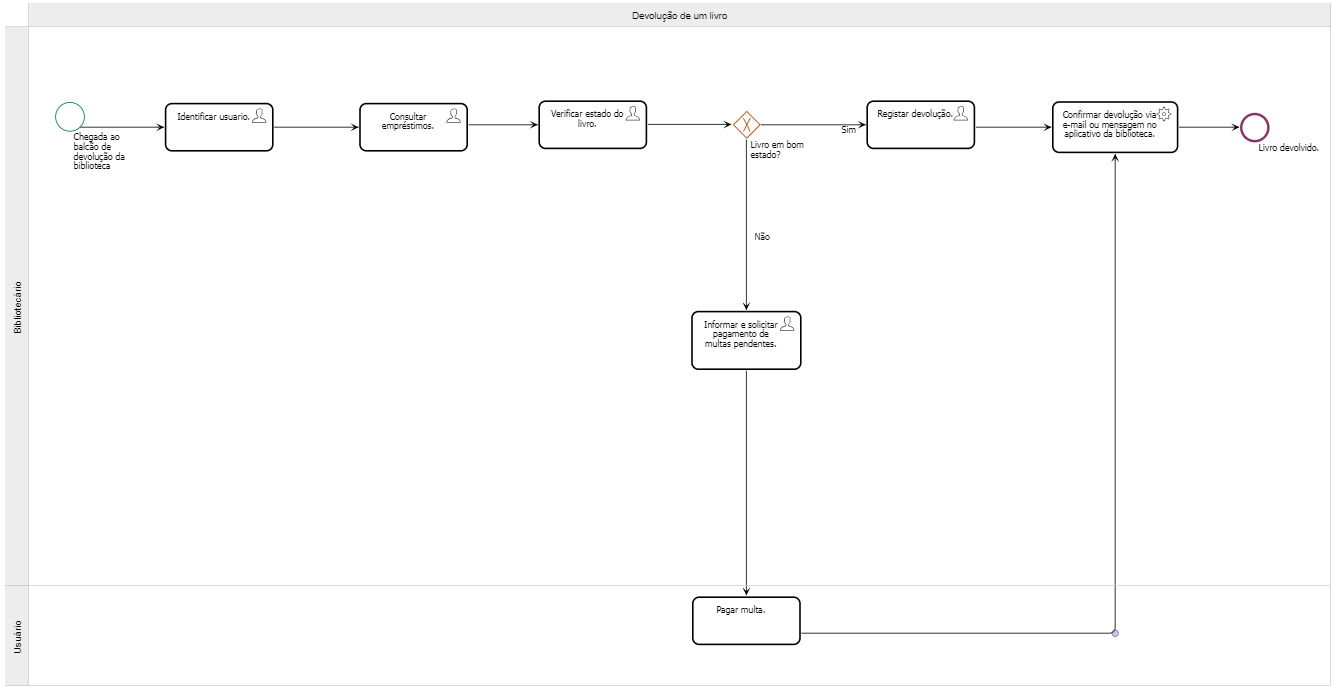 Devolução de um livro
Bibliotecário
Chegada ao
balcão de
devolução da
biblioteca
Identificar usuario.
Consultar
empréstimos.
Verificar estado do
livro.
Livro em bom
estado?
Sim
Registar devolução.
Confirmar devolução via
e-mail ou mensagem no
aplicativo da biblioteca.
Livro devolvido.
Não
Informar e solicitar
pagamento de
multas pendentes.
Usuário
Pagar multa.